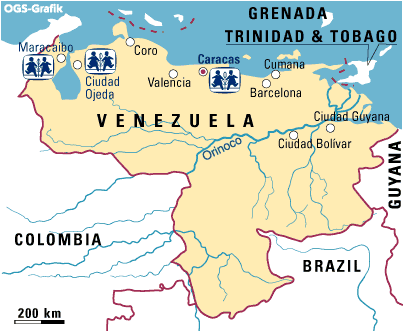 OGS-Grafik
GRENADA
TRINIDAD & TOBAGO
Maracaibo
Coro
Caracas
Cumana
Ciudad
Ojeda
Valencia
Barcelona
VENEZUELA
Ciudad Guyana
Orinoco
Ciudad Bolívar
GUYANA
COLOMBIA
BRAZIL
200 km